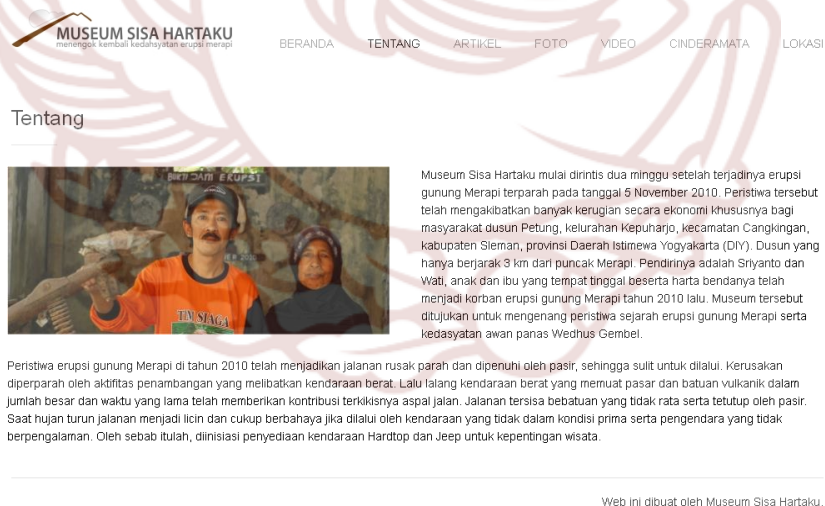 MUSEUM SISA HARTAKU
menengok kembali kedahsyatan erupsi merapi
BERANDA TENTANG ARTIKEL FOTO VIDEO CINDERAMATA LOKASI
Tentang
BUKTI DARI ERUPSI
TIM SIAGA
Museum Sisa Hartaku mulai dirintis dua minggu setelah terjadinya erupsi
gunung Merapi terparah pada tanggal 5 November 2010. Peristiwa tersebut
telah mengakibatkan banyak kerugian secara ekonomi khususnya bagi
masyarakat dusun Petung, kelurahan Kepuharjo, kecamatan Cangkingan,
kabupaten Sleman, provinsi Daerah Istimewa Yogyakarta (DIY). Dusun yang
hanya berjarak 3 km dari puncak Merapi. Pendirinya adalah Sriyanto dan
Wati, anak dan ibu yang tempat tinggal beserta harta bendanya telah
menjadi korban erupsi gunung Merapi tahun 2010 lalu. Museum tersebut
ditujukan untuk mengenang peristiwa sejarah erupsi gunung Merapi serta
kedasyatan awan panas Wedhus Gembel.
Peristiwa erupsi gunung Merapi di tahun 2010 telah menjadikan jalanan rusak parah dan dipenuhi oleh pasir, sehingga sulit untuk dilalui. Kerusakan
diperparah oleh aktifitas penambangan yang melibatkan kendaraan berat. Lalu lalang kendaraan berat yang memuat pasar dan batuan vulkanik dalam
jumlah besar dan waktu yang lama telah memberikan kontribusi terkikisnya aspal jalan. Jalanan tersisa bebatuan yang tidak rata serta tetutup oleh pasir.
Saat hujan turun jalanan menjadi licin dan cukup berbahaya jika dilalui oleh kendaraan yang tidak dalam kondisi prima serta pengendara yang tidak
berpengalaman. Oleh sebab itulah, diinisiasi penyediaan kendaraan Hardtop dan Jeep untuk kepentingan wisata.
Web ini dibuat oleh Museum Sisa Hartaku.